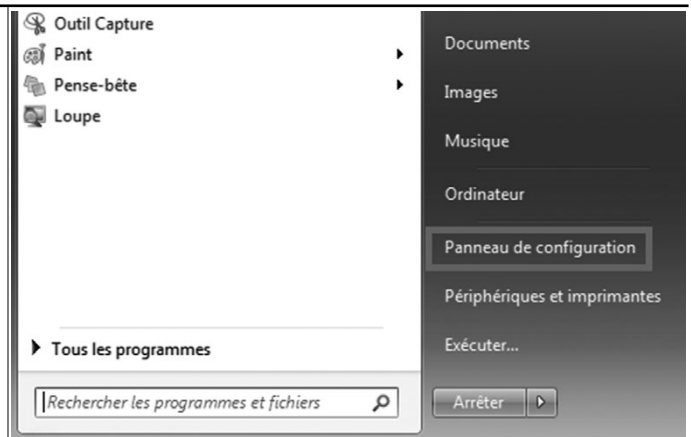 Outil Capture
Paint
Pense-bête
Loupe
Tous les programmes
Rechercher les programmes et fichiers
Documents
Images
Musique
Ordinateur
Panneau de configuration
Périphériques et imprimantes
Exécuter...
Arrêter